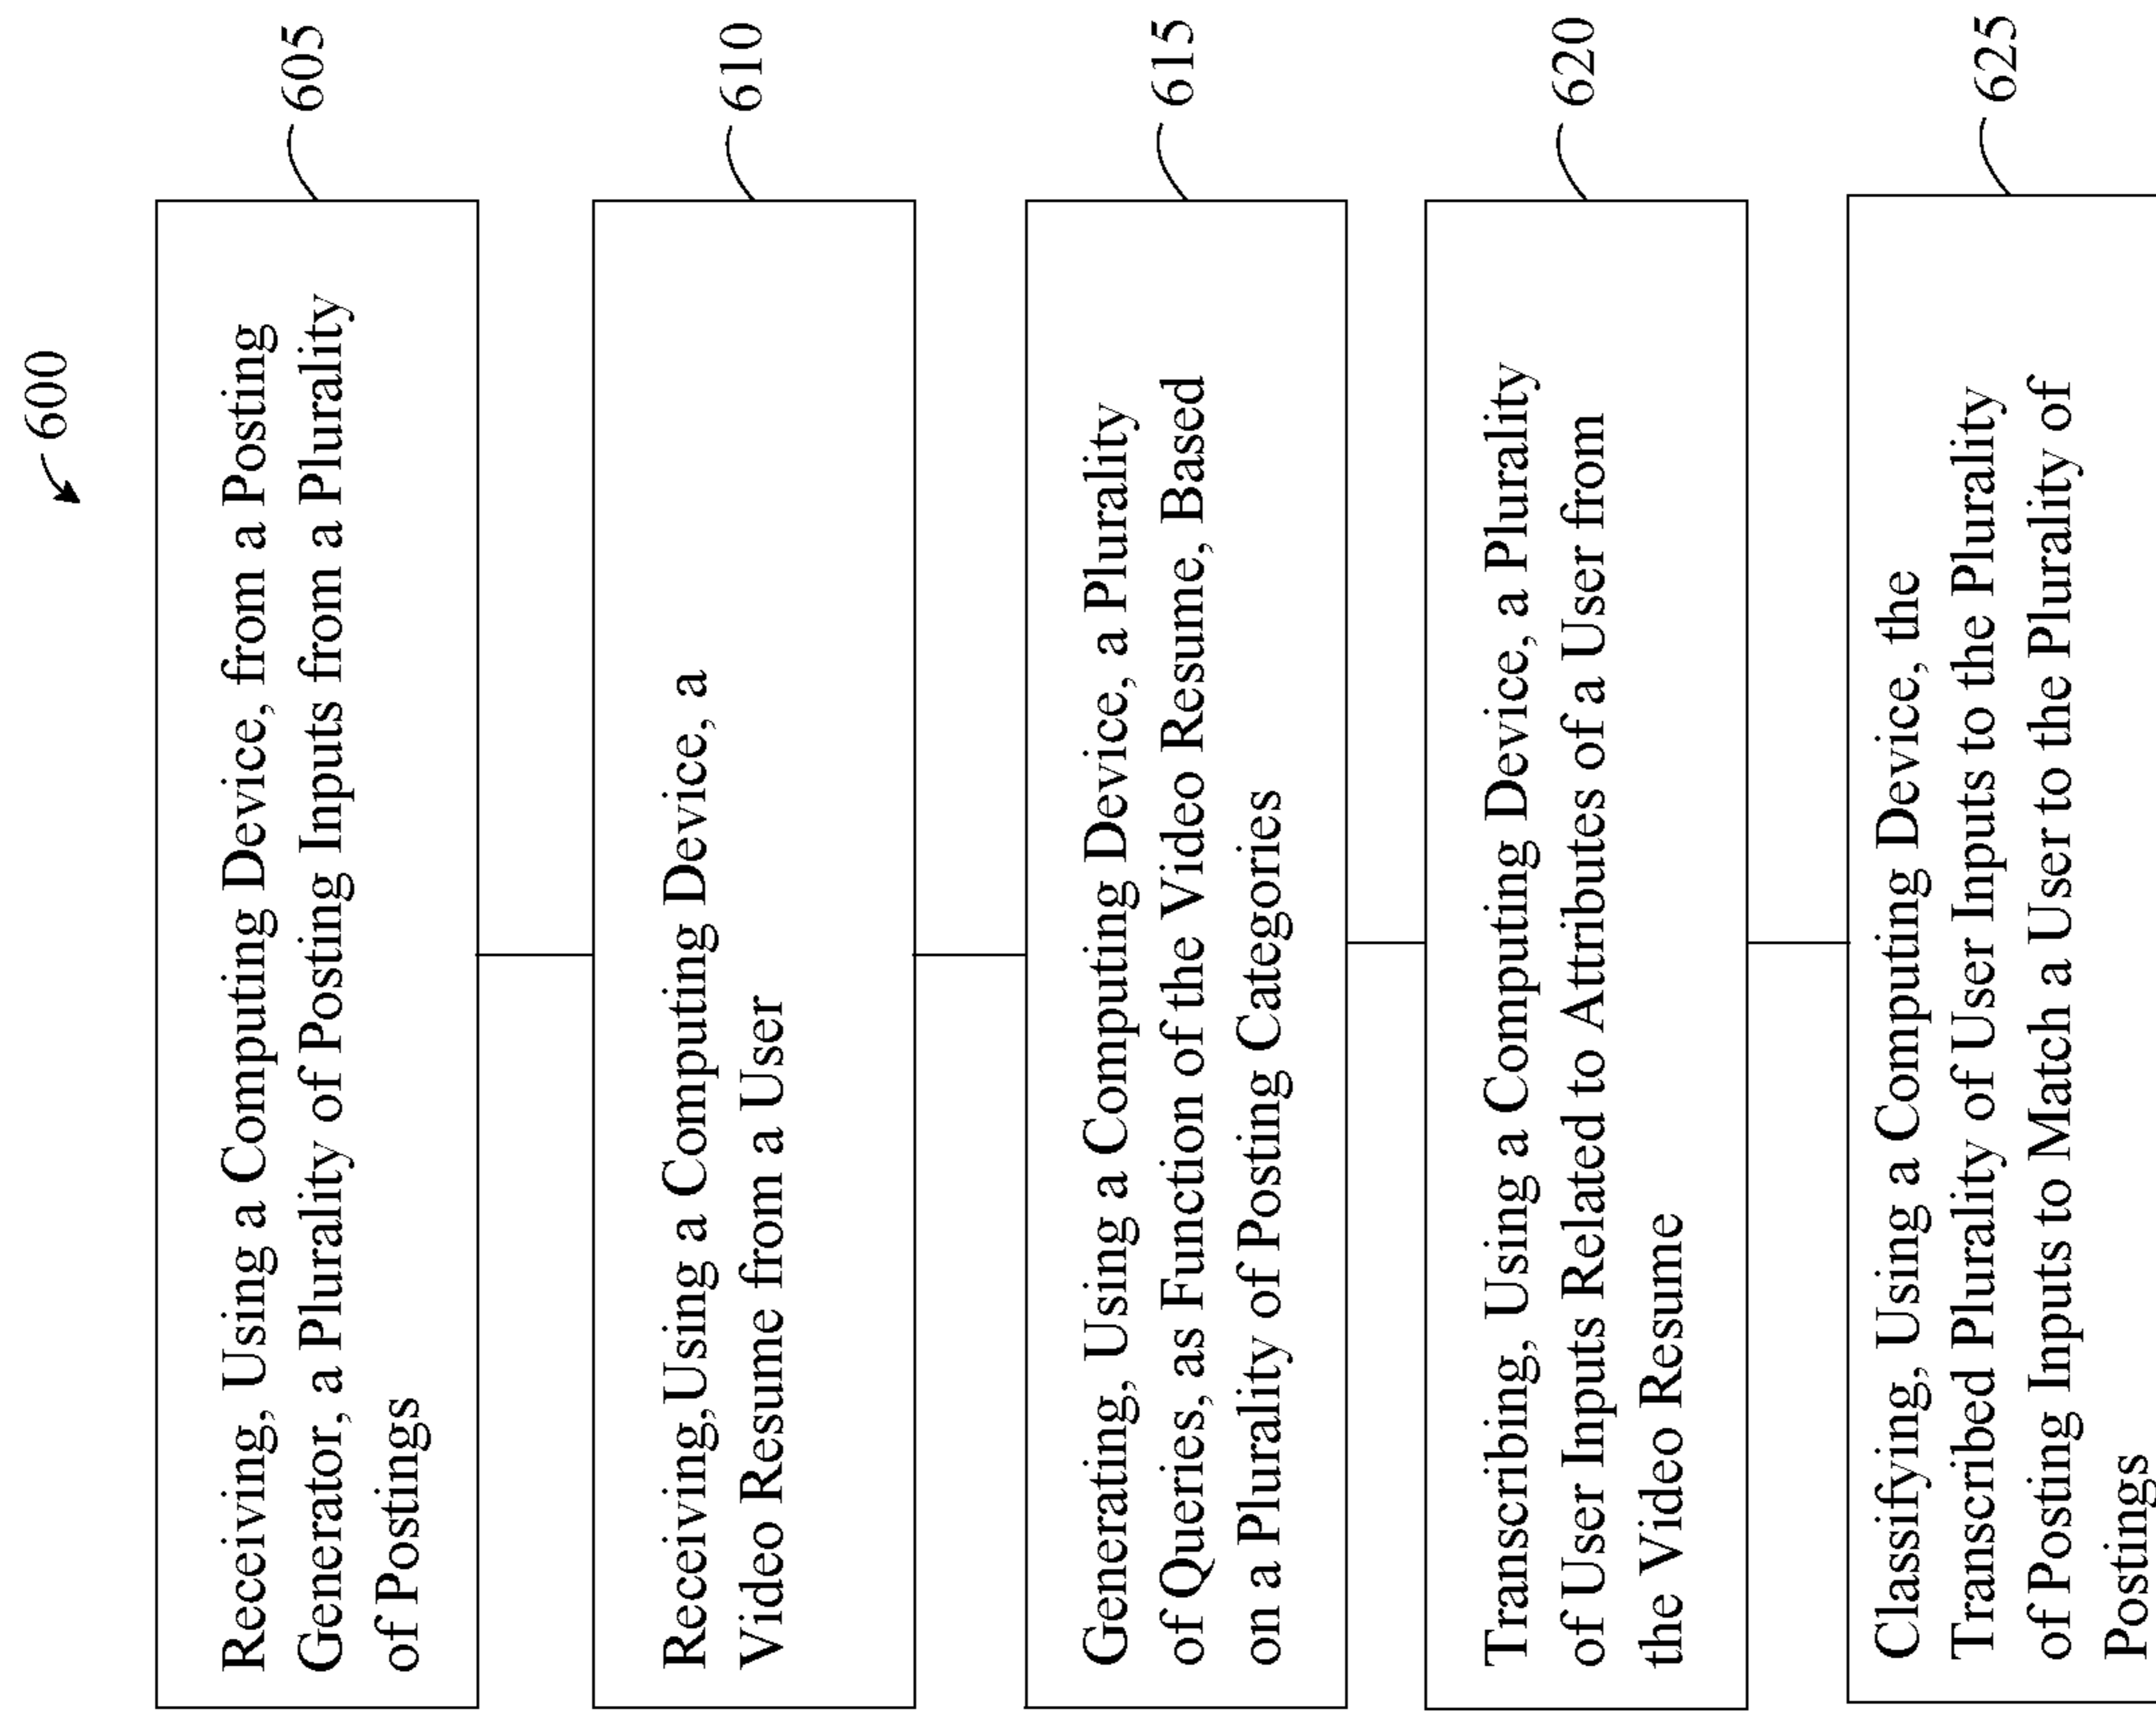 600
605
Receiving, Using a Computing Device, from a Posting
Generator, a Plurality of Posting Inputs from a Plurality
of Postings
610
Receiving,Using a Computing Device, a
Video Resume from a User
615
Generating, Using a Computing Device, a Plurality
of Queries, as Function of the Video Resume, Based
on a Plurality of Posting Categories
620
Transcribing, Using a Computing Device, a Plurality
of User Inputs Related to Attributes of a User from
the Video Resume
625
Classifying, Using a Computing Device, the
Transcribed Plurality of User Inputs to the Plurality
of Posting Inputs to Match a User to the Plurality of
Postings